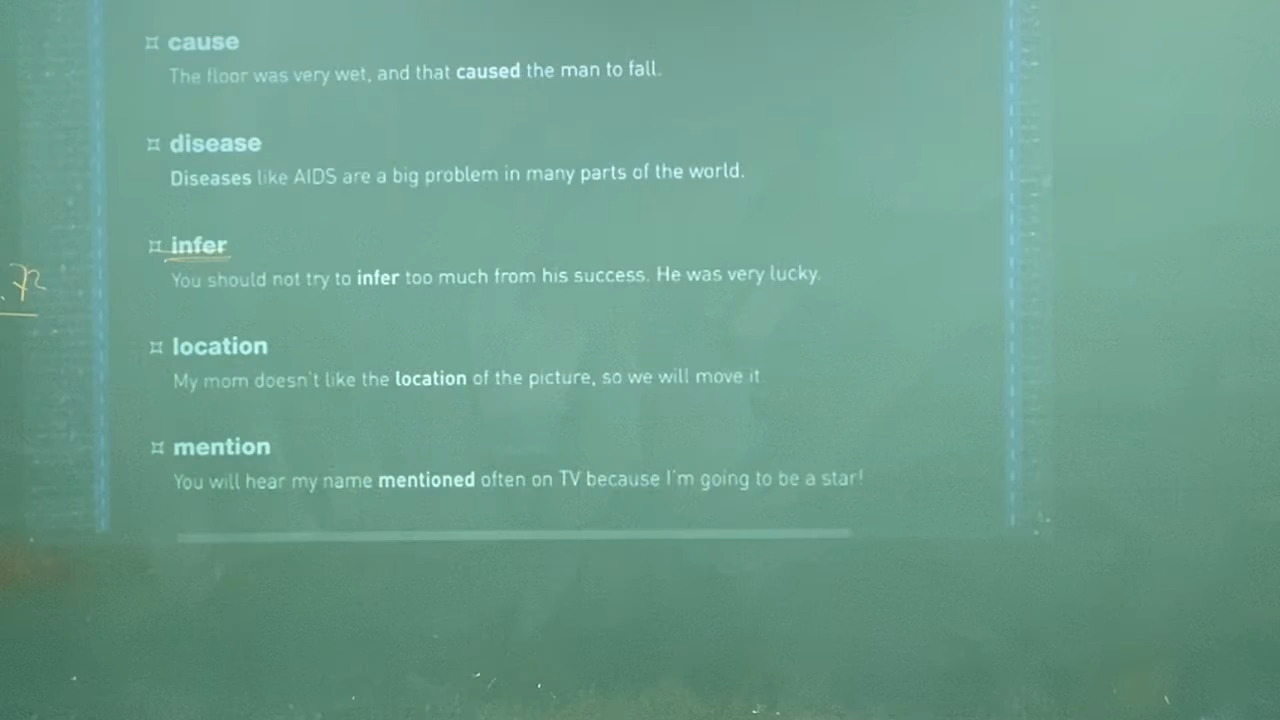 cause
The floor was very wet, and that caused the man to fall.
disease
Diseases like AIDS are a big problem in many parts of the world.
infer
You should not try to infer too much from his success. He was very lucky.
.72
location
My mom doesn't like the location of the picture, so we will move it
mention
You will hear my name mentioned often on TV because I'm going to be a star!